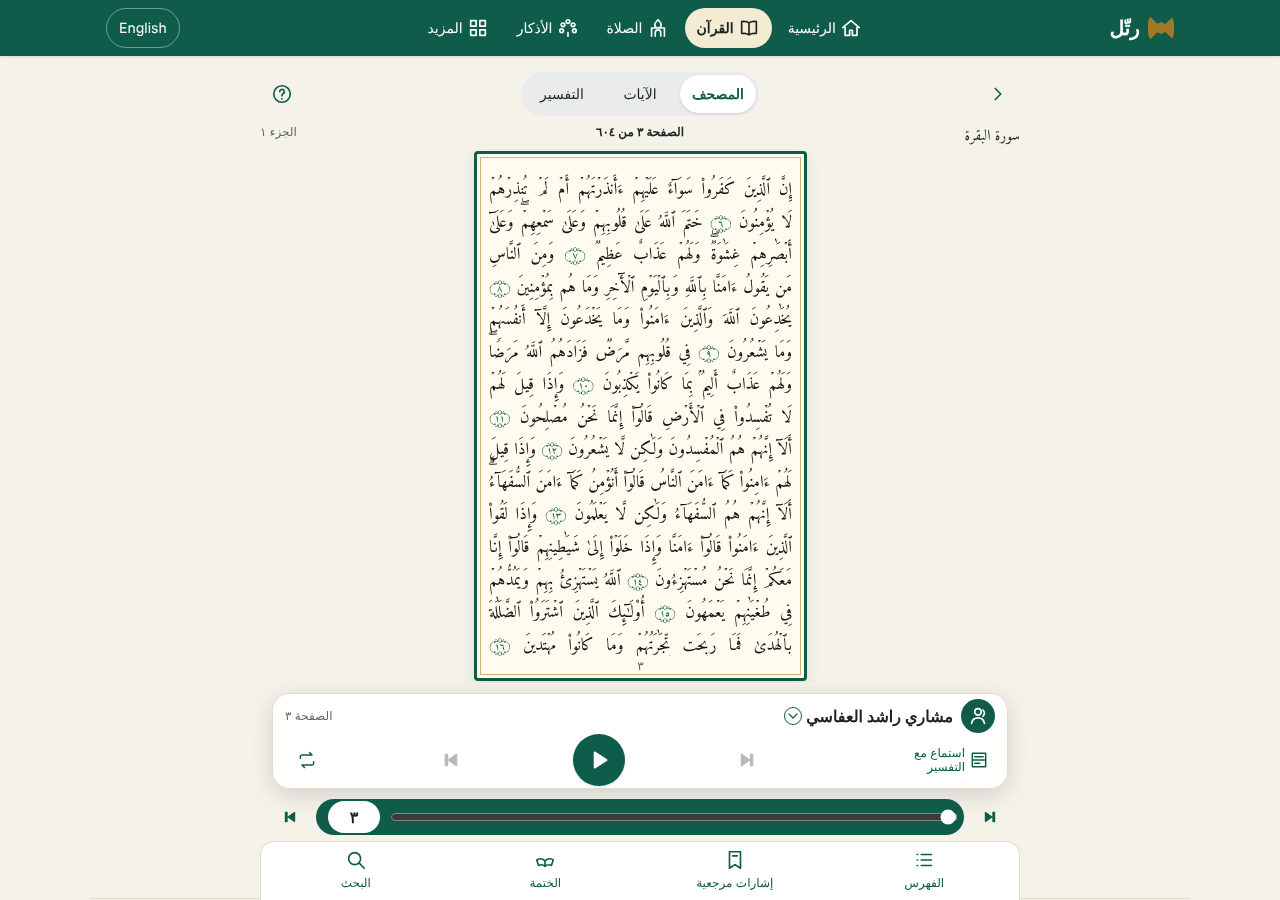 رتّل
الرئيسية
القرآن
الصلاة
الأذكار
المزيد
English
المصحف
الآيات
التفسير
سورة البقرة
الصفحة ٣ من ٦٠٤
الجزء ١
إِنَّ ٱلَّذِينَ كَفَرُوا۟ سَوَآءٌ عَلَيْهِمْ ءَأَنذَرْتَهُمْ أَمْ لَمْ تُنذِرْهُمْ
لَا يُؤْمِنُونَ ٦ خَتَمَ ٱللَّهُ عَلَىٰ قُلُوبِهِمْ وَعَلَىٰ سَمْعِهِمْ ۖ وَعَلَىٰٓ
أَبْصَٰرِهِمْ غِشَٰوَةٌ ۖ وَلَهُمْ عَذَابٌ عَظِيمٌ ٧ وَمِنَ ٱلنَّاسِ
مَن يَقُولُ ءَامَنَّا بِٱللَّهِ وَبِٱلْيَوْمِ ٱلْأَخِرِ وَمَا هُم بِمُؤْمِنِينَ ٨
يُخَٰدِعُونَ ٱللَّهَ وَٱلَّذِينَ ءَامَنُوا۟ وَمَا يَخْدَعُونَ إِلَّآ أَنفُسَهُمْ
وَمَا يَشْعُرُونَ ٩ فِي قُلُوبِهِم مَّرَضٌ فَزَادَهُمُ ٱللَّهُ مَرَضًا ۖ
وَلَهُمْ عَذَابٌ أَلِيمٌۢ بِمَا كَانُوا۟ يَكْذِبُونَ ١٠ وَإِذَا قِيلَ لَهُمْ
لَا تُفْسِدُوا۟ فِي ٱلْأَرْضِ قَالُوٓا۟ إِنَّمَا نَحْنُ مُصْلِحُونَ ١١
أَلَآ إِنَّهُمْ هُمُ ٱلْمُفْسِدُونَ وَلَٰكِن لَّا يَشْعُرُونَ ١٢ وَإِذَا قِيلَ
لَهُمْ ءَامِنُوا۟ كَمَآ ءَامَنَ ٱلنَّاسُ قَالُوٓا۟ أَنُؤْمِنُ كَمَآ ءَامَنَ ٱلسُّفَهَآءُ ۗ
أَلَآ إِنَّهُمْ هُمُ ٱلسُّفَهَآءُ وَلَٰكِن لَّا يَعْلَمُونَ ١٣ وَإِذَا لَقُوا۟
ٱلَّذِينَ ءَامَنُوا۟ قَالُوٓا۟ ءَامَنَّا وَإِذَا خَلَوْا۟ إِلَىٰ شَيَٰطِينِهِمْ قَالُوٓا۟ إِنَّا
مَعَكُمْ إِنَّمَا نَحْنُ مُسْتَهْزِءُونَ ١٤ ٱللَّهُ يَسْتَهْزِئُ بِهِمْ وَيَمُدُّهُمْ
فِي طُغْيَٰنِهِمْ يَعْمَهُونَ ١٥ أُو۟لَٰٓئِكَ ٱلَّذِينَ ٱشْتَرَوُا۟ ٱلضَّلَٰلَةَ
بِٱلْهُدَىٰ فَمَا رَبِحَت تِّجَٰرَتُهُمْ وَمَا كَانُوا۟ مُهْتَدِينَ ١٦
٣
مشاري راشد العفاسي
الصفحة ٣
استماع مع
التفسير
٣
الفهرس
إشارات مرجعية
الختمة
البحث